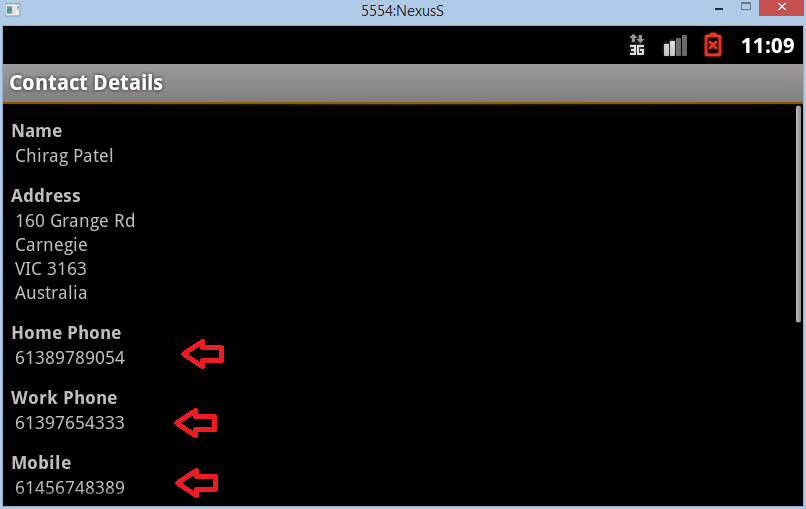 5554:NexusS
3G 11:09
Contact Details
Name
Chirag Patel
Address
160 Grange Rd
Carnegie
VIC 3163
Australia
Home Phone
61389789054
Work Phone
61397654333
Mobile
61456748389